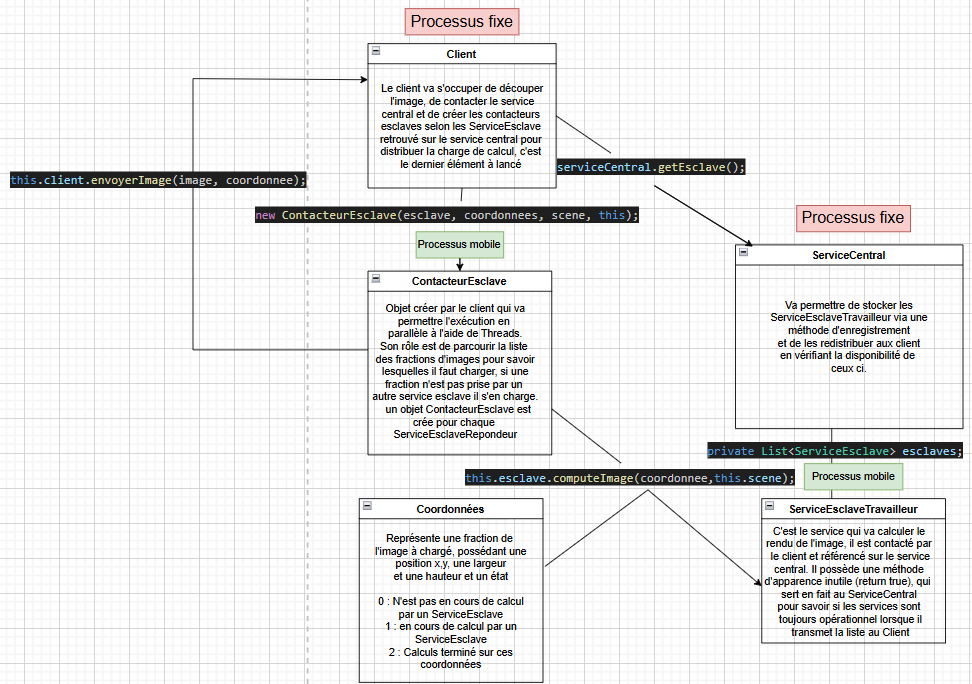 Processus fixe
Client
Le client va s'occuper de découper
l'image, de contacter le service
central et de créer les contacteurs
esclaves selon les ServiceEsclave
retrouvé sur le service central pour
distribuer la charge de calcul, c'est
le dernier élément à lancé
serviceCentral.getEsclave();
this.client.envoyerImage(image, coordonnee);
new ContacteurEsclave(esclave, coordonnees, scene, this);
Processus fixe
Processus mobile
ServiceCentral
Va permettre de stocker les
ServiceEsclaveTravailleur via une
méthode d'enregistrement
et de les redistribuer aux client
en vérifiant la disponibilité de
ceux ci.
ContacteurEsclave
Objet créer par le client qui va
permettre l'exécution en
parallèle à l'aide de Threads.
Son rôle est de parcourir la liste
des fractions d'images pour savoir
lesquelles il faut charger, si une
fraction n'est pas prise par un
autre service esclave il s'en charge.
un objet ContacteurEsclave est
crée pour chaque
ServiceEsclaveRepondeur
private List<ServiceEsclave> esclaves;
this.esclave.computeImage(coordonnee,this.scene);
Processus mobile
Coordonnées
Représente une fraction de
l'image à chargé, possédant une
position x,y, une largeur
et une hauteur et un état
0 : N'est pas en cours de calcul
par un ServiceEsclave
1 : en cours de calcul par un
ServiceEsclave
2 : Calculs terminé sur ces
coordonnées
ServiceEsclaveTravailleur
C'est le service qui va calculer le
rendu de l'image, il est contacté par
le client et référencé sur le service
central. Il possède une méthode
d'apparence inutile (return true), qui
sert en fait au ServiceCentral
pour savoir si les services sont
toujours opérationnel lorsque il
transmet la liste au Client